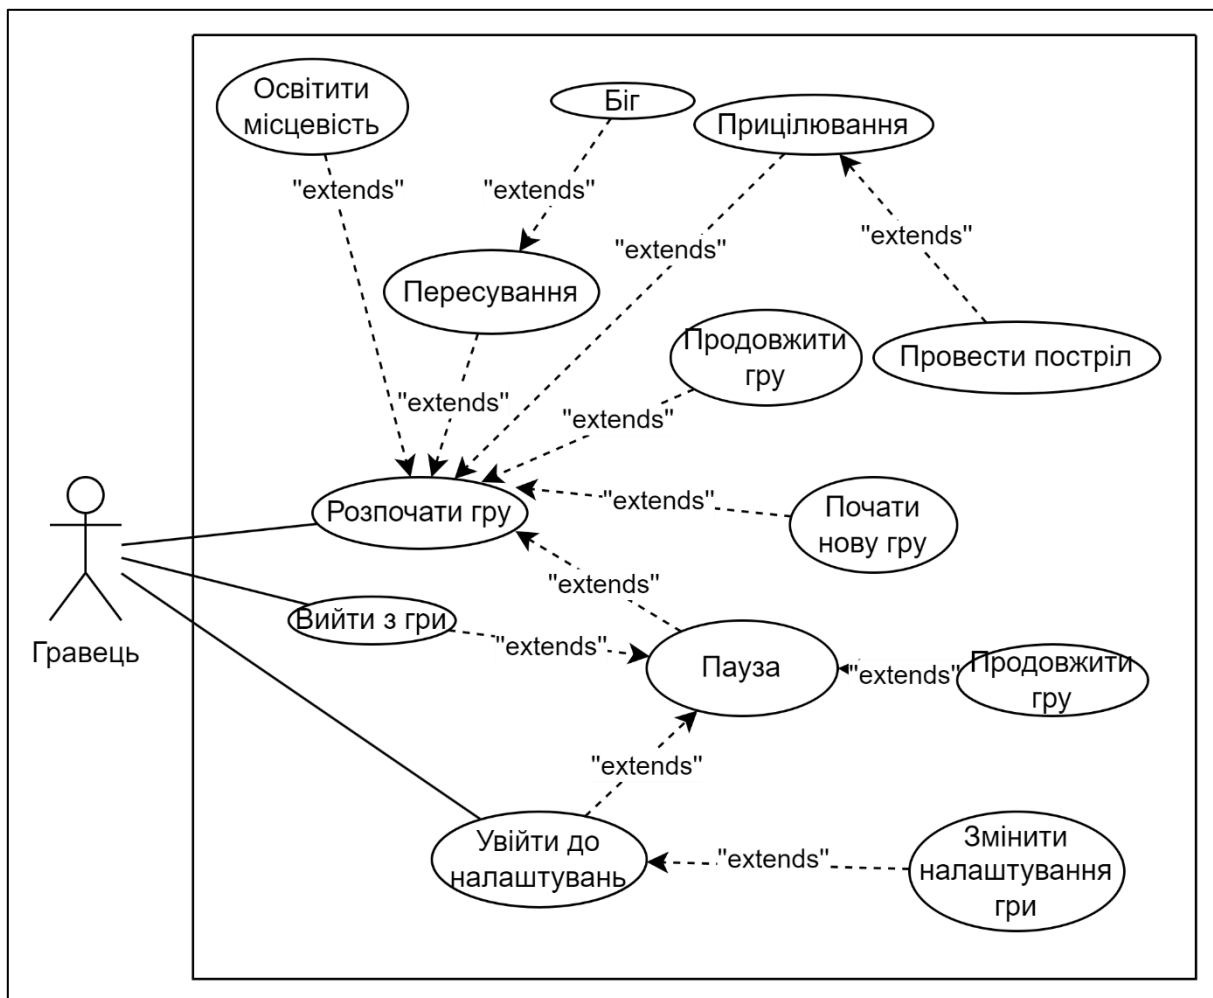 Освітити
місцевість
Біг
Прицілювання
"extends"
"extends"
"extends"
"extends"
Пересування
Продовжити
гру
Провести постріл
"extends"
"extends"
Розпочати гру
"extends"
Почати
нову гру
"extends"
Вийти з гри
"extends"
Гравець
Пауза
"extends"
Продовжити
гру
"extends"
Увійти до
налаштувань
"extends"
Змінити
налаштування
гри